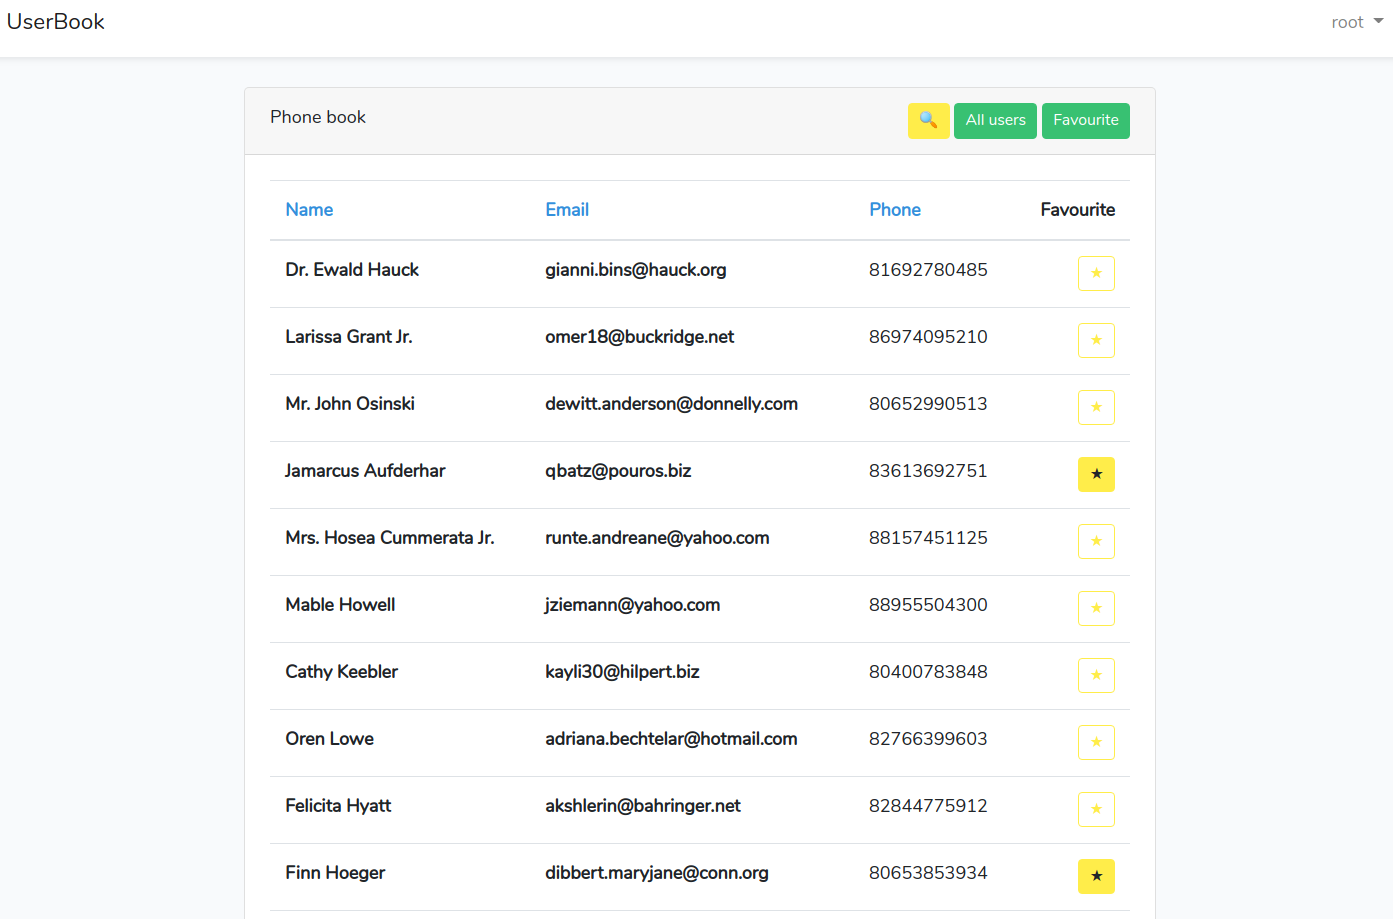 UserBook root
Phone book 🔍 All users Favourite
Name Email Phone Favourite
Dr. Ewald Hauck gianni.bins@hauck.org 81692780485 ★
Larissa Grant Jr. omer18@buckridge.net 86974095210 ★
Mr. John Osinski dewitt.anderson@donnelly.com 80652990513 ★
Jamarcus Aufderhar qbatz@pouros.biz 83613692751 ★
Mrs. Hosea Cummerata Jr. runte.andreane@yahoo.com 88157451125 ★
Mable Howell jziemann@yahoo.com 88955504300 ★
Cathy Keebler kayli30@hilpert.biz 80400783848 ★
Oren Lowe adriana.bechtelar@hotmail.com 82766399603 ★
Felicita Hyatt akshlerin@bahringer.net 82844775912 ★
Finn Hoeger dibbert.maryjane@conn.org 80653853934 ★